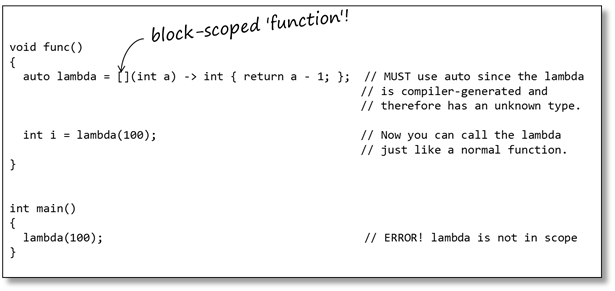 block-scoped 'function'!
void func()
{
auto lambda = [](int a) -> int { return a - 1; }; // MUST use auto since the lambda
// is compiler-generated and
// therefore has an unknown type.
int i = lambda(100); // Now you can call the lambda
// just like a normal function.
}
int main()
{
lambda(100); // ERROR! lambda is not in scope
}